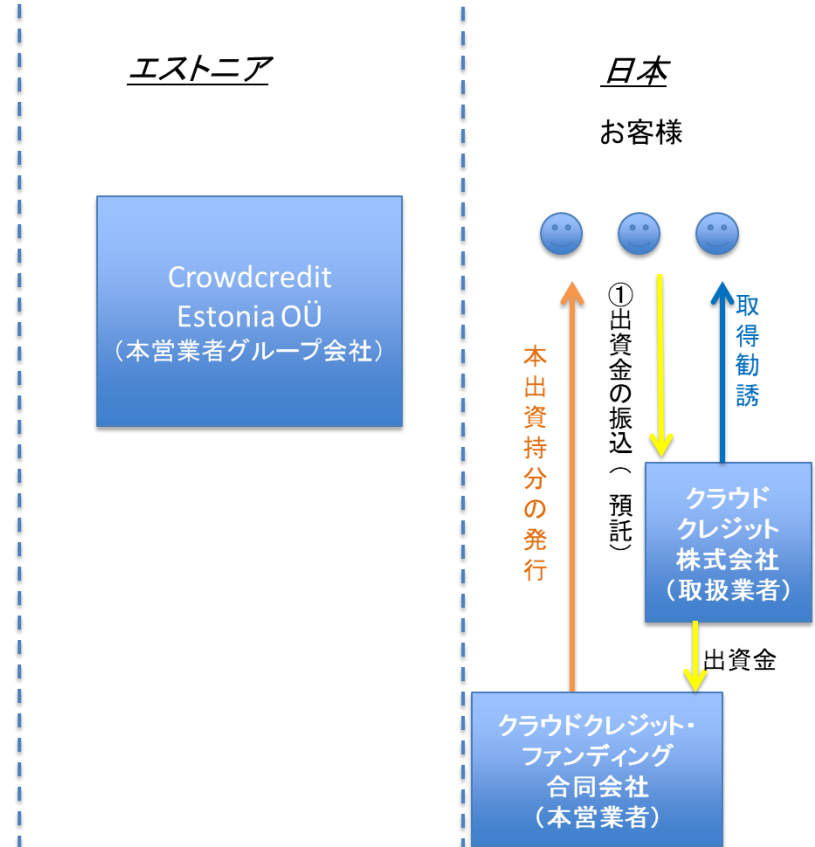 エストニア
Crowdcredit
Estonia OÜ
（本営業者グループ会社）
日本
お客様
本出資持分の発行
①出資金の振込（預託）
取得勧誘
クラウド
クレジット
株式会社
（取扱業者）
出資金
クラウドクレジット・
ファンディング
合同会社
（本営業者）